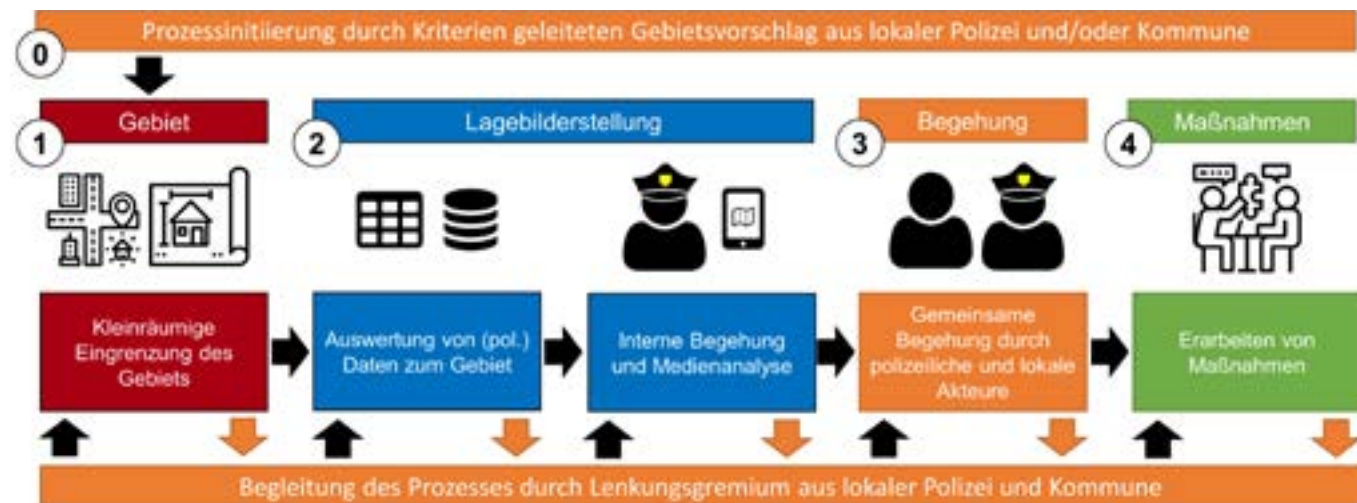 Prozessinitiierung durch Kriterien geleiteten Gebietsvorschlag aus lokaler Polizei und/oder Kommune
0
Gebiet
Lagebilderstellung
Begehung
Maßnahmen
1
2
3
4
Kleinräumige
Eingrenzung des
Gebiets
Auswertung von (pol.)
Daten zum Gebiet
Interne Begehung
und Medienanalyse
Gemeinsame
Begehung durch
polizeiliche und lokale
Akteure
Erarbeiten von
Maßnahmen
Begleitung des Prozesses durch Lenkungsgremium aus lokaler Polizei und Kommune